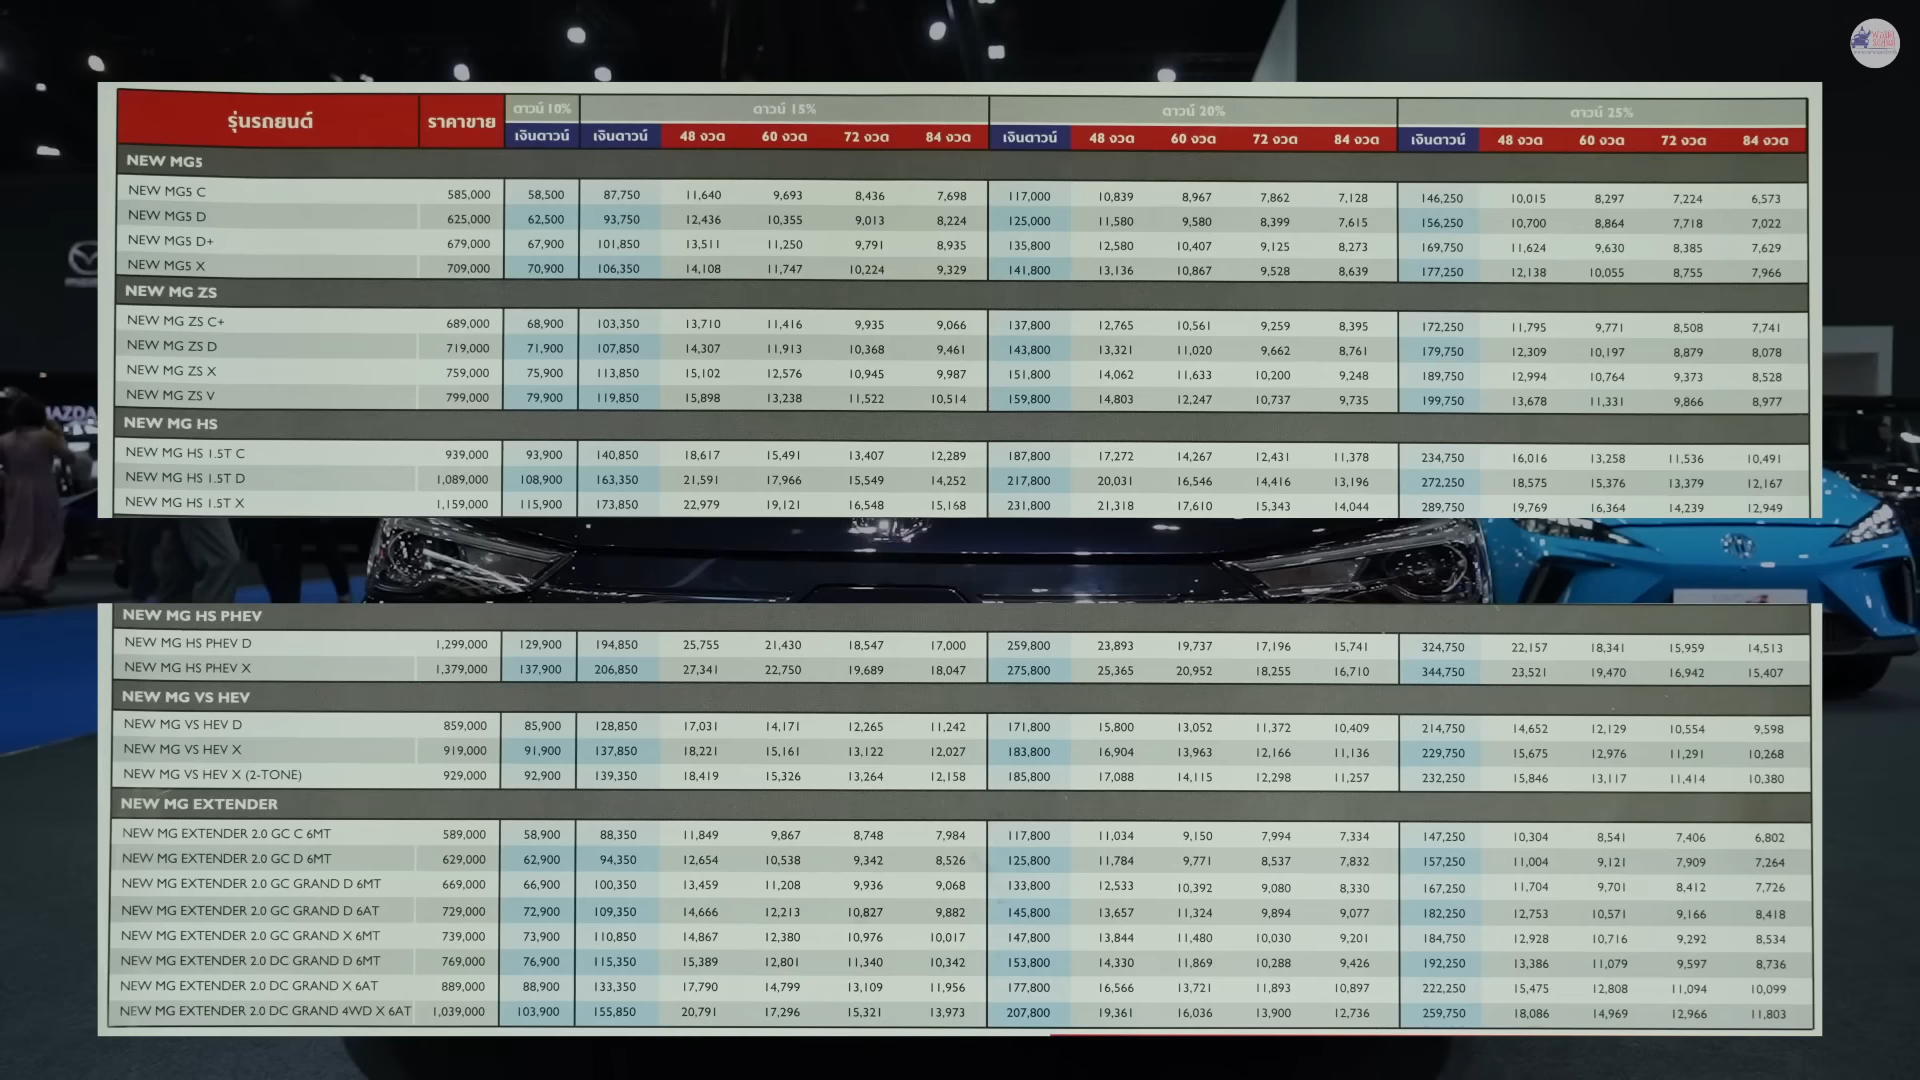 รุ่นรถยนต์ ราคาขาย ดาวน์ 10% ดาวน์ 15% ดาวน์ 20% ดาวน์ 25%
เงินดาวน์ เงินดาวน์ 48 งวด 60 งวด 72 งวด 84 งวด เงินดาวน์ 48 งวด 60 งวด 72 งวด 84 งวด เงินดาวน์ 48 งวด 60 งวด 72 งวด 84 งวด
NEW MG5
NEW MG5 C 585,000 58,500 87,750 11,640 9,693 8,436 7,698 117,000 10,839 8,967 7,862 7,128 146,250 10,015 8,297 7,224 6,573
NEW MG5 D 625,000 62,500 93,750 12,436 10,355 9,013 8,224 125,000 11,580 9,580 8,399 7,615 156,250 10,700 8,864 7,718 7,022
NEW MG5 D+ 679,000 67,900 101,850 13,511 11,250 9,791 8,935 135,800 12,580 10,407 9,125 8,273 169,750 11,624 9,630 8,385 7,629
NEW MG5 X 709,000 70,900 106,350 14,108 11,747 10,224 9,329 141,800 13,136 10,867 9,528 8,639 177,250 12,138 10,055 8,755 7,966
NEW MG ZS
NEW MG ZS C+ 689,000 68,900 103,350 13,710 11,416 9,935 9,066 137,800 12,765 10,561 9,259 8,395 172,250 11,795 9,771 8,508 7,741
NEW MG ZS D 719,000 71,900 107,850 14,307 11,913 10,368 9,461 143,800 13,321 11,020 9,662 8,761 179,750 12,309 10,197 8,879 8,078
NEW MG ZS X 759,000 75,900 113,850 15,102 12,576 10,945 9,987 151,800 14,062 11,633 10,200 9,248 189,750 12,994 10,764 9,373 8,528
NEW MG ZS V 799,000 79,900 119,850 15,898 13,238 11,522 10,514 159,800 14,803 12,247 10,737 9,735 199,750 13,678 11,331 9,866 8,977
NEW MG HS
NEW MG HS 1.5T C 939,000 93,900 140,850 18,617 15,491 13,407 12,289 187,800 17,272 14,267 12,431 11,378 234,750 16,016 13,258 11,536 10,491
NEW MG HS 1.5T D 1,089,000 108,900 163,350 21,591 17,966 15,549 14,252 217,800 20,031 16,546 14,416 13,196 272,250 18,575 15,376 13,379 12,167
NEW MG HS 1.5T X 1,159,000 115,900 173,850 22,979 19,121 16,548 15,168 231,800 21,318 17,610 15,343 14,044 289,750 19,769 16,364 14,239 12,949
NEW MG HS PHEV
NEW MG HS PHEV D 1,299,000 129,900 194,850 25,755 21,430 18,547 17,000 259,800 23,893 19,737 17,196 15,741 324,750 22,157 18,341 15,959 14,513
NEW MG HS PHEV X 1,379,000 137,900 206,850 27,341 22,750 19,689 18,047 275,800 25,365 20,952 18,255 16,710 344,750 23,521 19,470 16,942 15,407
NEW MG VS HEV
NEW MG VS HEV D 859,000 85,900 128,850 17,031 14,171 12,265 11,242 171,800 15,800 13,052 11,372 10,409 214,750 14,652 12,129 10,554 9,598
NEW MG VS HEV X 919,000 91,900 137,850 18,221 15,161 13,122 12,027 183,800 16,904 13,963 12,166 11,136 229,750 15,675 12,976 11,291 10,268
NEW MG VS HEV X (2-TONE) 929,000 92,900 139,350 18,419 15,326 13,264 12,158 185,800 17,088 14,115 12,298 11,257 232,250 15,846 13,117 11,414 10,380
NEW MG EXTENDER
NEW MG EXTENDER 2.0 GC C 6MT 589,000 58,900 88,350 11,849 9,867 8,748 7,984 117,800 11,034 9,150 7,994 7,334 147,250 10,304 8,541 7,406 6,802
NEW MG EXTENDER 2.0 GC D 6MT 629,000 62,900 94,350 12,654 10,538 9,342 8,526 125,800 11,784 9,771 8,537 7,832 157,250 11,004 9,121 7,909 7,264
NEW MG EXTENDER 2.0 GC GRAND D 6MT 669,000 66,900 100,350 13,459 11,208 9,936 9,068 133,800 12,533 10,392 9,080 8,330 167,250 11,704 9,701 8,412 7,726
NEW MG EXTENDER 2.0 GC GRAND D 6AT 729,000 72,900 109,350 14,666 12,213 10,827 9,882 145,800 13,657 11,324 9,894 9,077 182,250 12,753 10,571 9,166 8,418
NEW MG EXTENDER 2.0 GC GRAND X 6MT 739,000 73,900 110,850 14,867 12,380 10,976 10,017 147,800 13,844 11,480 10,030 9,201 184,750 12,928 10,716 9,292 8,534
NEW MG EXTENDER 2.0 DC GRAND D 6MT 769,000 76,900 115,350 15,389 12,801 11,340 10,342 153,800 14,330 11,869 10,288 9,426 192,250 13,386 11,079 9,597 8,736
NEW MG EXTENDER 2.0 DC GRAND X 6AT 889,000 88,900 133,350 17,790 14,799 13,109 11,956 177,800 16,566 13,721 11,893 10,897 222,250 15,475 12,808 11,094 10,099
NEW MG EXTENDER 2.0 DC GRAND 4WD X 6AT 1,039,000 103,900 155,850 20,791 17,296 15,321 13,973 207,800 19,361 16,036 13,900 12,736 259,750 18,086 14,969 12,966 11,803